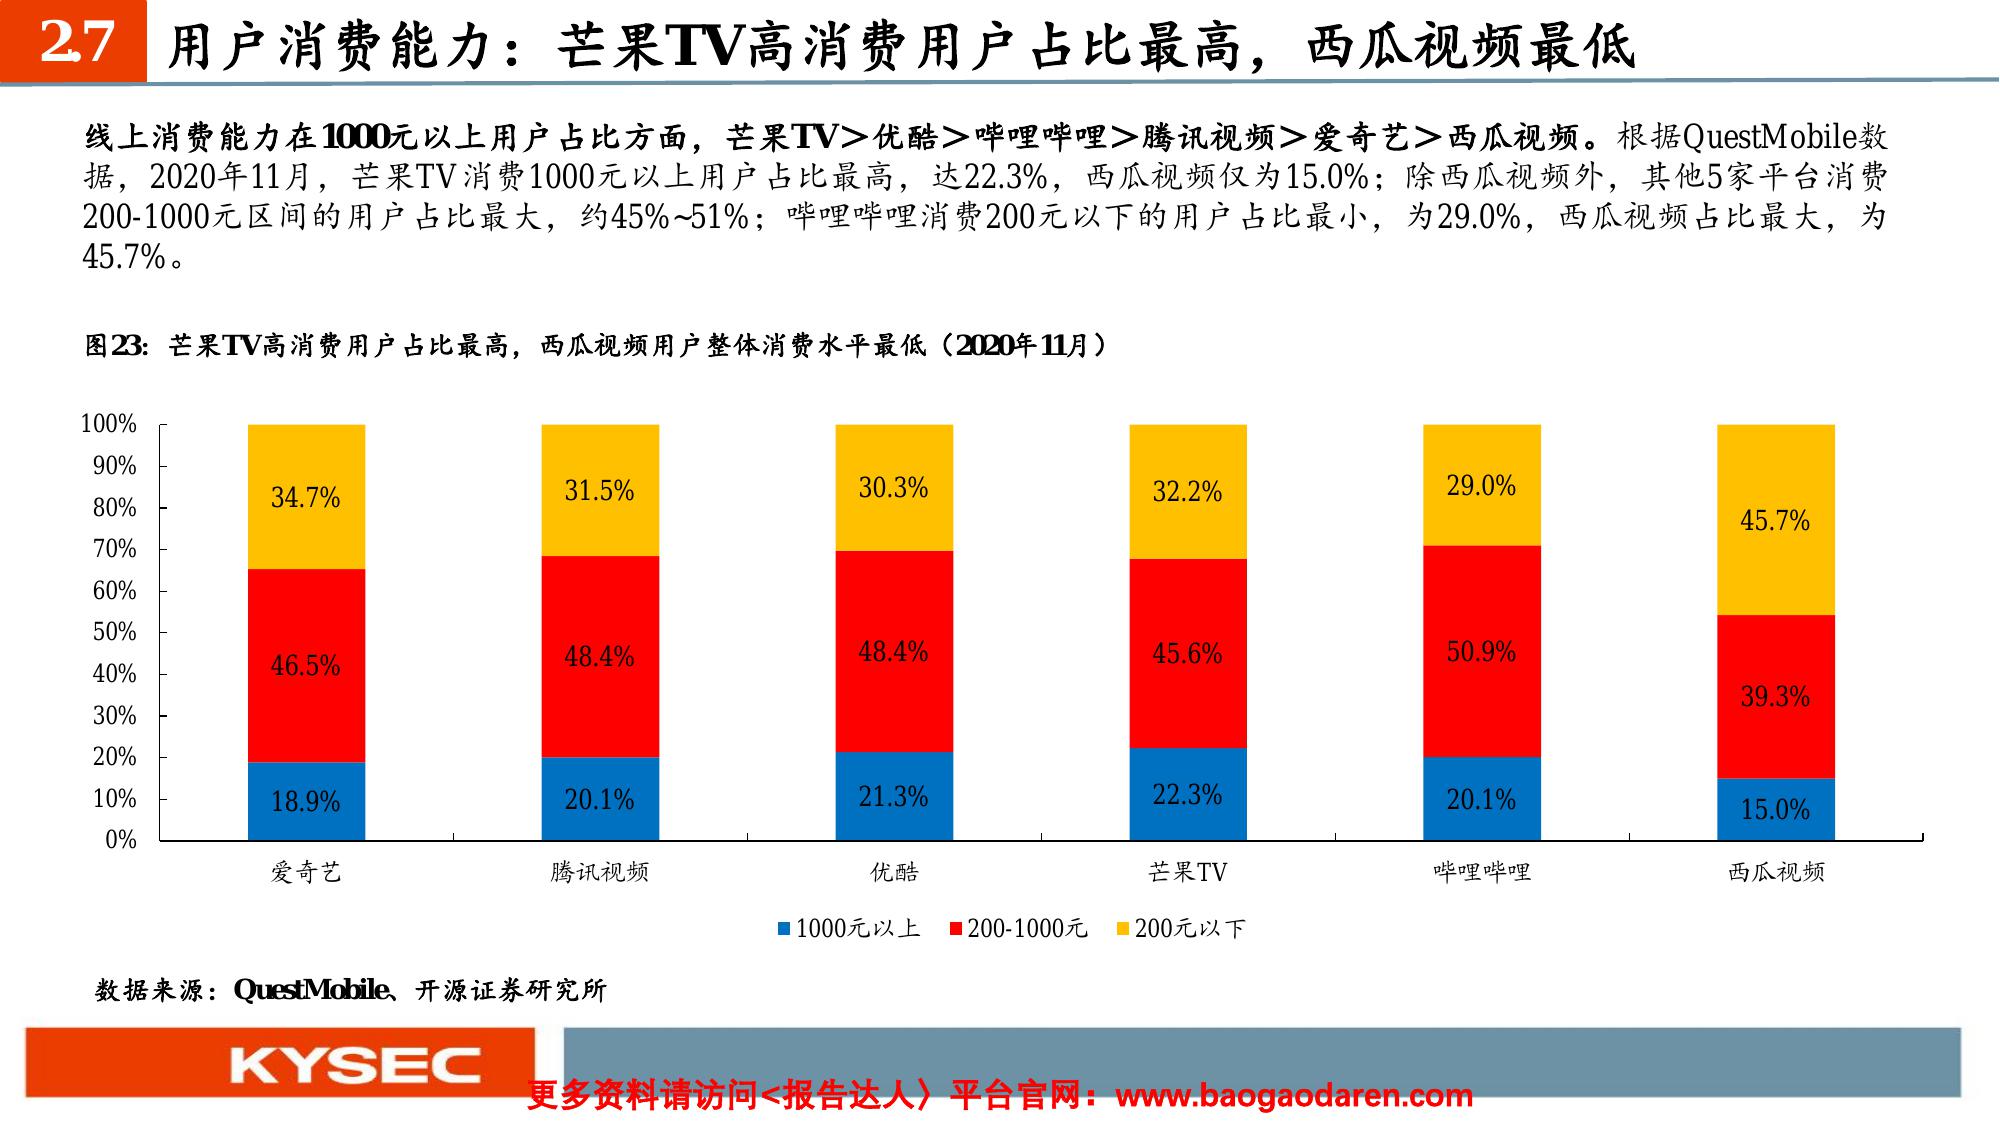 2.7 用户消费能力：芒果TV高消费用户占比最高，西瓜视频最低
线上消费能力在1000元以上用户占比方面，芒果TV＞优酷＞哔哩哔哩＞腾讯视频＞爱奇艺＞西瓜视频。根据QuestMobile数
据，2020年11月，芒果TV消费1000元以上用户占比最高，达22.3%，西瓜视频仅为15.0%；除西瓜视频外，其他5家平台消费
200-1000元区间的用户占比最大，约45%~51%；哔哩哔哩消费200元以下的用户占比最小，为29.0%，西瓜视频占比最大，为
45.7%。
图23：芒果TV高消费用户占比最高，西瓜视频用户整体消费水平最低（2020年11月）
100%
90%
80%
70%
60%
50%
40%
30%
20%
10%
0%
34.7% 31.5% 30.3% 32.2% 29.0% 45.7%
46.5% 48.4% 48.4% 45.6% 50.9% 39.3%
18.9% 20.1% 21.3% 22.3% 20.1% 15.0%
爱奇艺 腾讯视频 优酷 芒果TV 哔哩哔哩 西瓜视频
1000元以上 200-1000元 200元以下
数据来源：QuestMobile、开源证券研究所
KYSEC
更多资料请访问<报告达人〉平台官网：www.baogaodaren.com